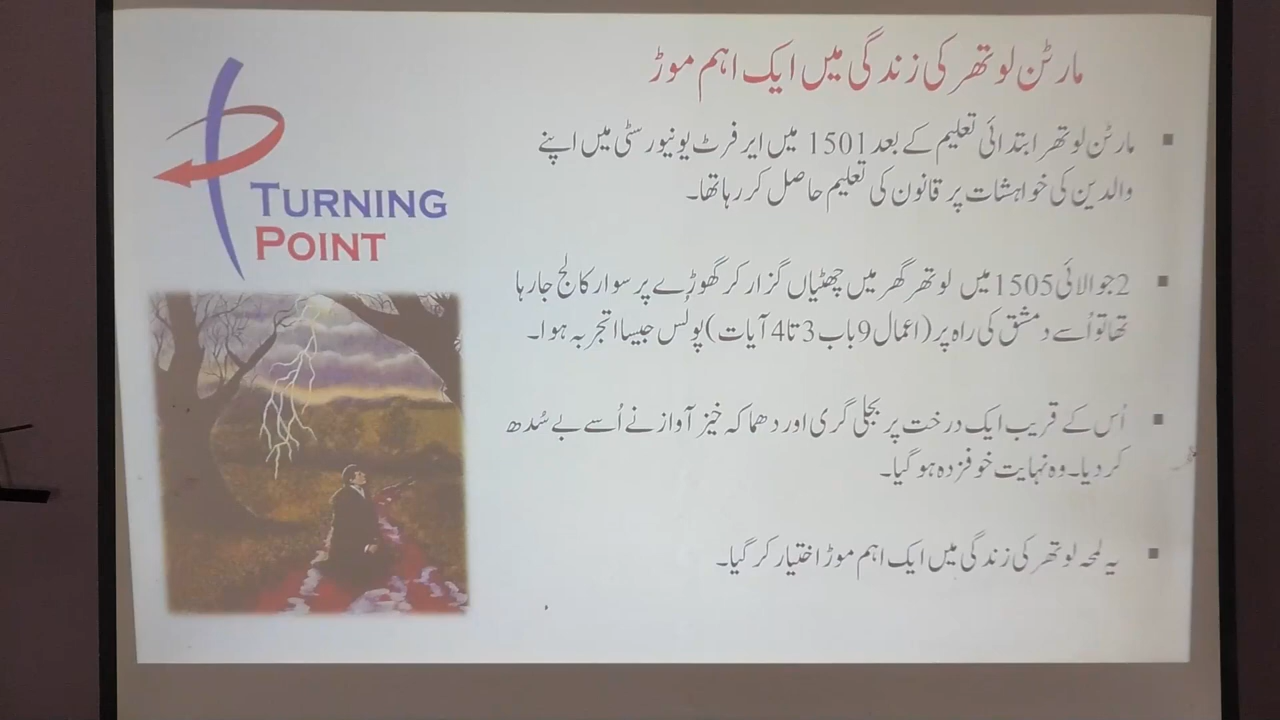 مارٹن لوتھر کی زندگی میں ایک اہم موڑ
TURNING
POINT
▪ مارٹن لوتھر ابتدائی تعلیم کے بعد 1501 میں ایرفرٹ یونیورسٹی میں اپنے
والدین کی خواہشات پر قانون کی تعلیم حاصل کر رہا تھا۔
▪ 2جولائی 1505 میں لوتھر گھر میں چھٹیاں گزار کر گھوڑے پر سوار کالج جا رہا
تھا تو اُسے دمشق کی راہ پر (اعمال 9 باب 3 تا 4 آیات) پولُس جیسا تجربہ ہوا۔
▪ اُس کے قریب ایک درخت پر بجلی گری اور دھماکہ خیز آواز نے اُسے بے سُدھ
کر دیا۔ وہ نہایت خوفزدہ ہو گیا۔
▪ یہ لمحہ لوتھر کی زندگی میں ایک اہم موڑ اختیار کر گیا۔